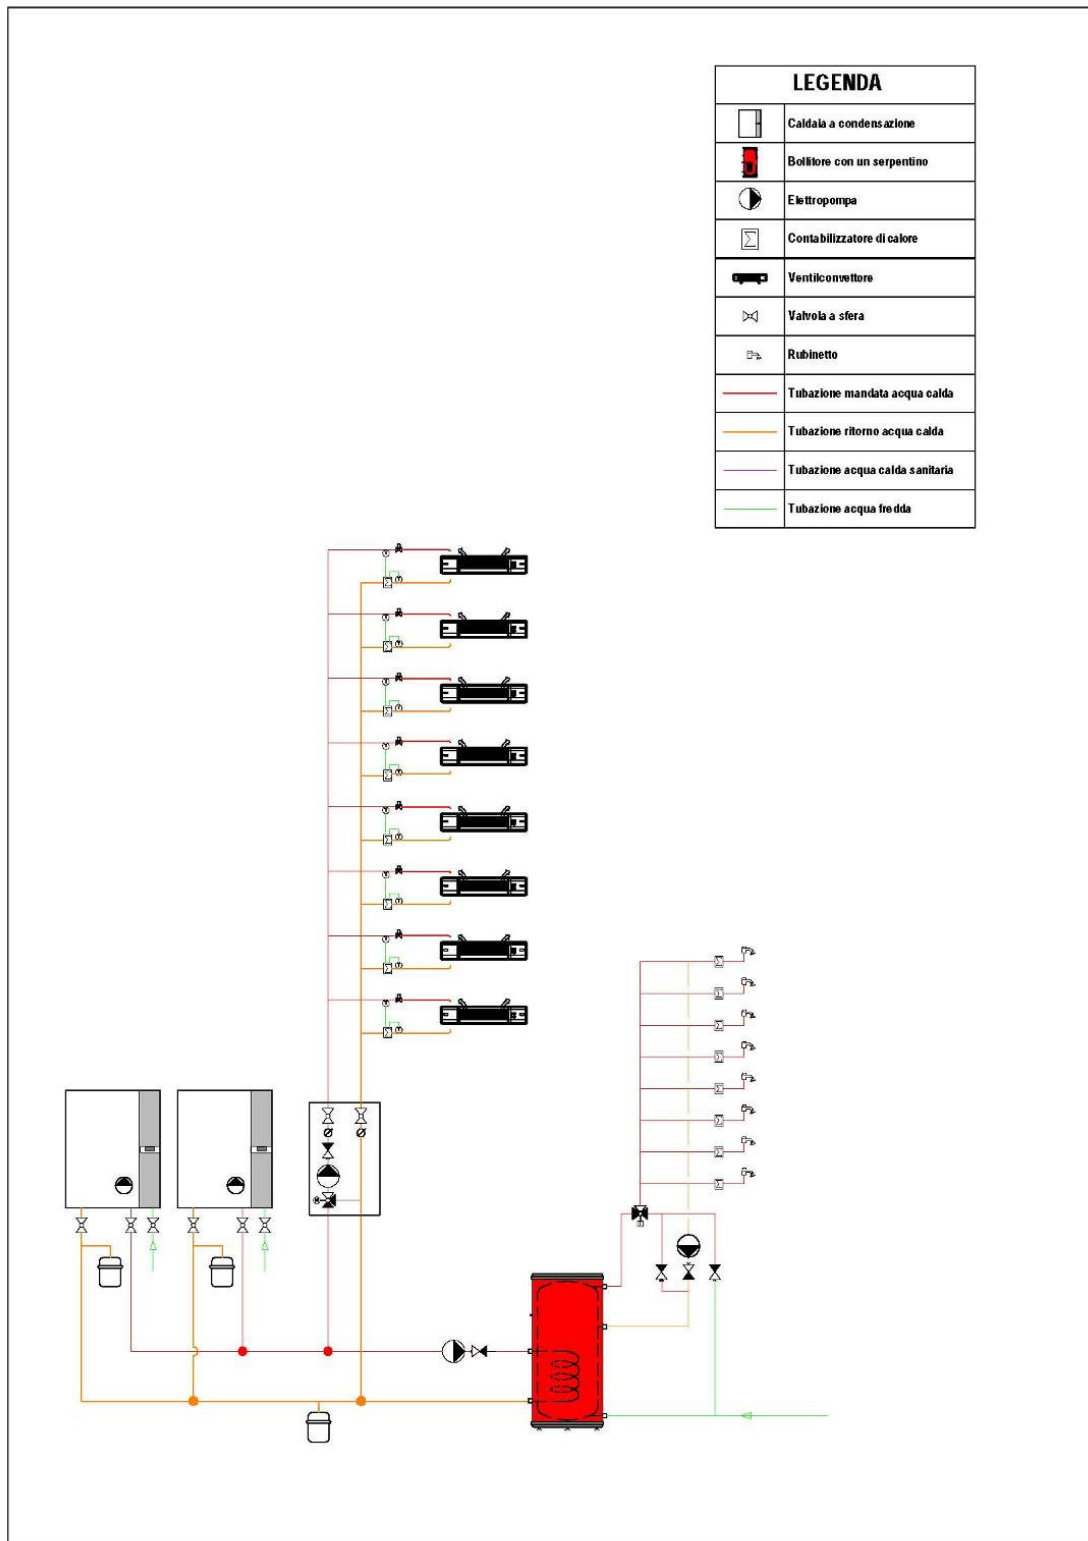 LEGENDA
Caldaia a condensazione
Bollitore con un serpentino
Elettropompa
Contabilizzatore di calore
Ventilconvettore
Valvola a sfera
Rubinetto
Tubazione mandata acqua calda
Tubazione ritorno acqua calda
Tubazione acqua calda sanitaria
Tubazione acqua fredda